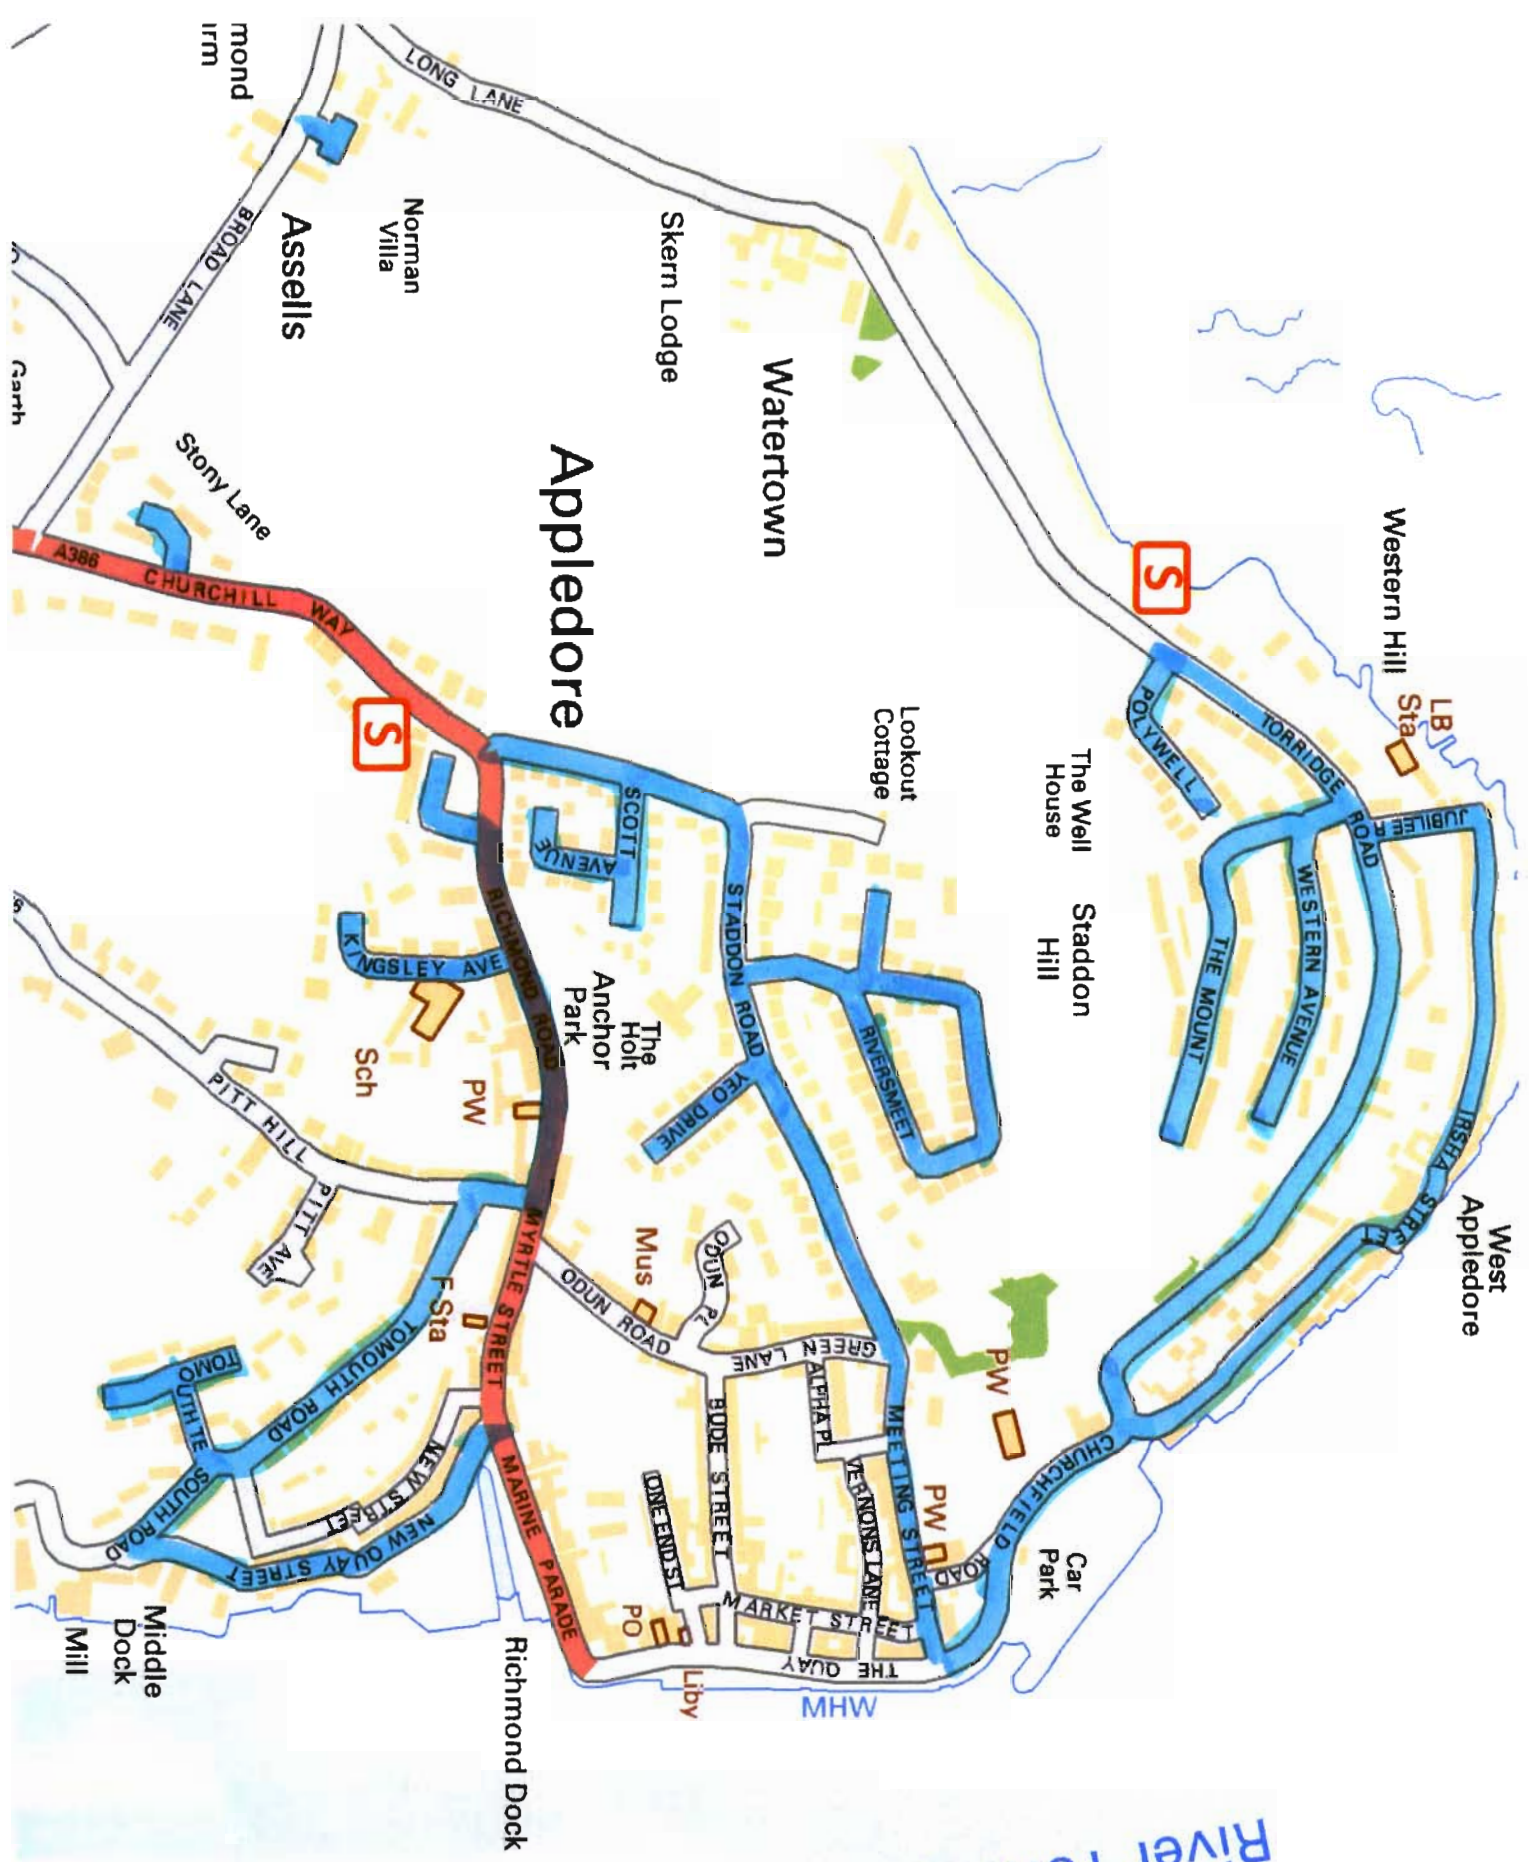 LONG LANE
mond
BROAD LANE
Assells
Norman
Villa
Skern Lodge
Watertown
Garth
Stony Lane
A386
CHURCHILL WAY
Appledore
S
S
Western Hill
LB
Sta
POLYWELL
TORRIDGE ROAD
JUBILEE R
The Well
House
Lookout
Cottage
Staddon
Hill
WESTERN AVENUE
THE MOUNT
IRSHA STREET
West
Appledore
SCOTT AVENUE
STADDON ROAD
RIVERSMEET
YEO DRIVE
RICHMOND ROAD
KINGSLEY AVE
The
Holt
Anchor
Park
Sch
PW
PITT HILL
PITT AVE
MYRTLE STREET
F Sta
Mus
ODUN ROAD
ODUN PL
GREEN LANE
ALPHA PL
BUDE STREET
VERNONS LANE
MEETING STREET
PW
PW
CHURCHFIELD ROAD
Car
Park
ONE END ST
MARKET STREET
THE QUAY
PO
Liby
MHW
MARINE PARADE
TOMOUTH ROAD
TOMOUTH TE
SOUTH ROAD
NEW STREET
NEW QUAY STREET
Richmond Dock
Middle
Dock
Mill
River